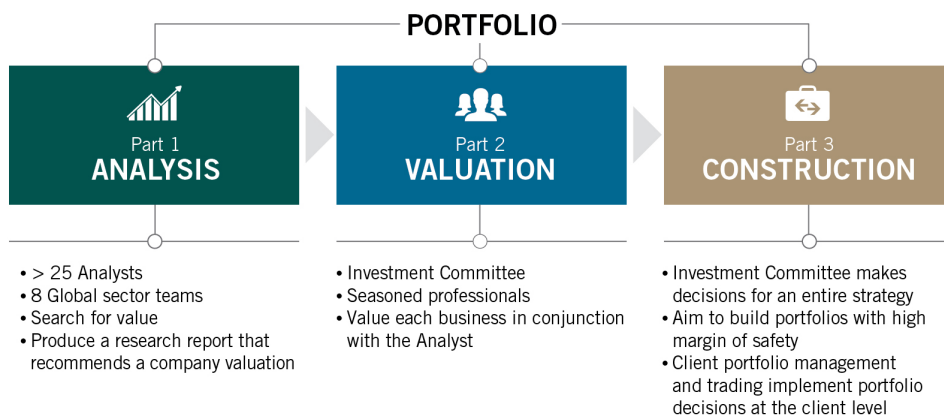 PORTFOLIO
Part 1
ANALYSIS
• > 25 Analysts
• 8 Global sector teams
• Search for value
• Produce a research report that
recommends a company valuation
Part 2
VALUATION
• Investment Committee
• Seasoned professionals
• Value each business in conjunction
with the Analyst
Part 3
CONSTRUCTION
• Investment Committee makes
decisions for an entire strategy
• Aim to build portfolios with high
margin of safety
• Client portfolio management
and trading implement portfolio
decisions at the client level